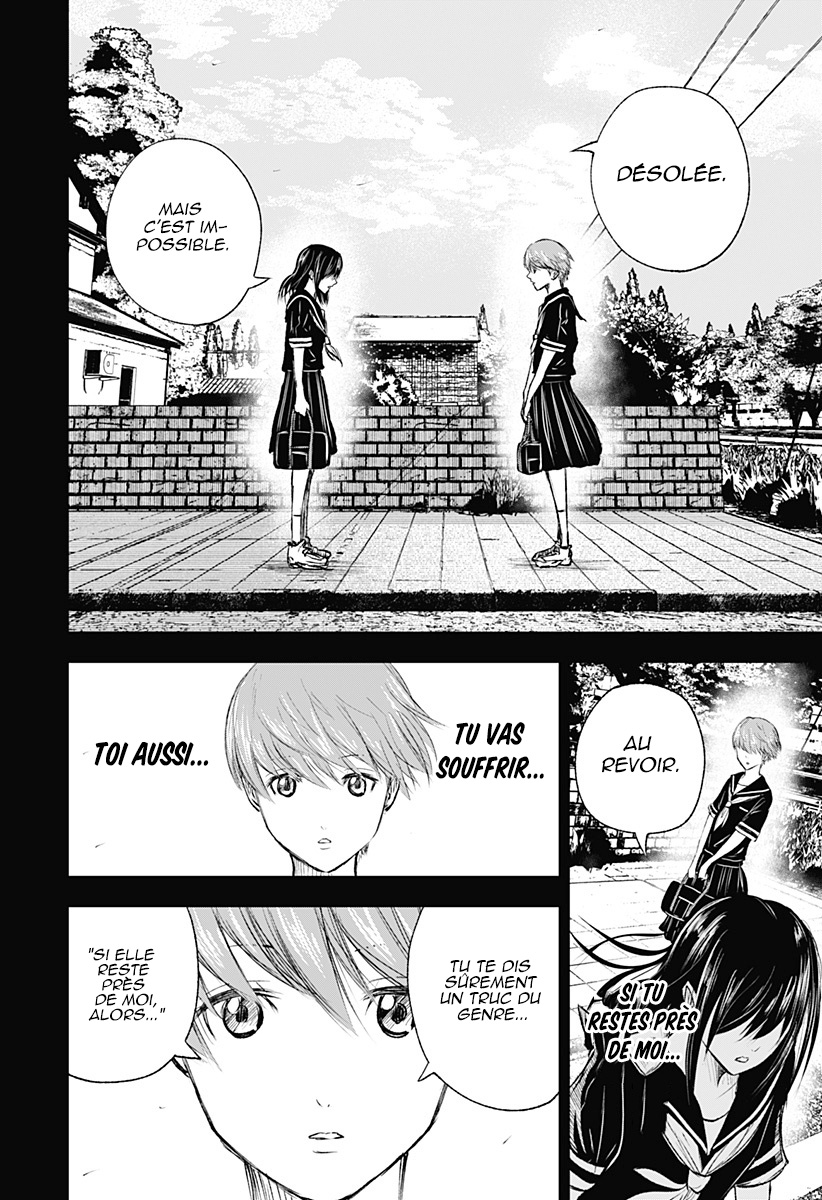 DÉSOLÉE.
MAIS
C'EST IM-
POSSIBLE.
AU
REVOIR.
SI TU
RESTES PRÈS
DE MOI...
TU VAS
SOUFFRIR...
TOI AUSSI...
TU TE DIS
SÛREMENT
UN TRUC DU
GENRE...
"SI ELLE
RESTE
PRÈS
DE MOI,
ALORS..."